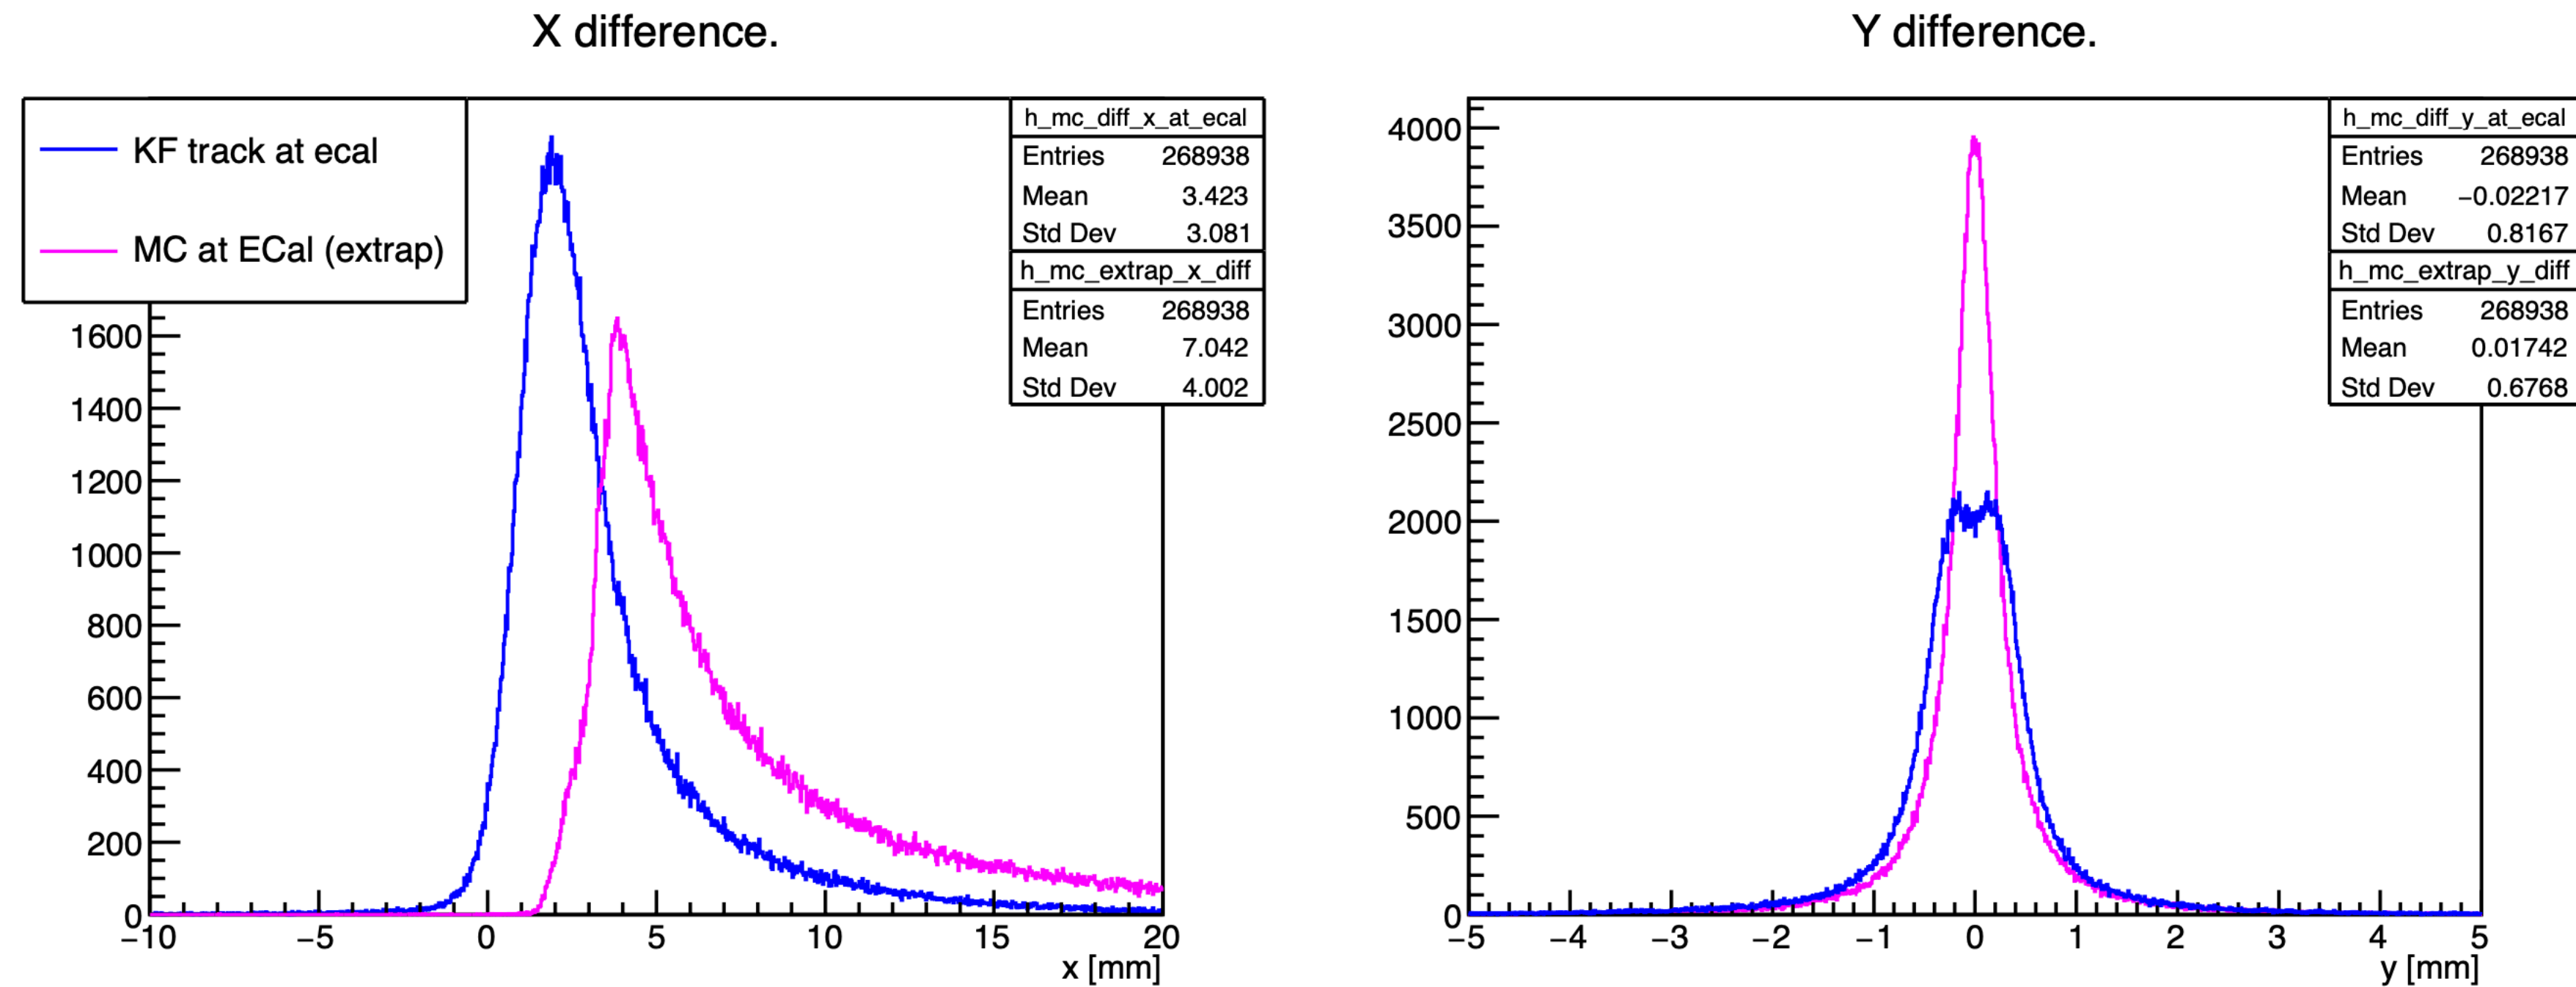 X difference.
KF track at ecal
MC at ECal (extrap)
h_mc_diff_x_at_ecal
Entries 268938
Mean 3.423
Std Dev 3.081
h_mc_extrap_x_diff
Entries 268938
Mean 7.042
Std Dev 4.002
1600
1400
1200
1000
800
600
400
200
0
−10 −5 0 5 10 15 20
x [mm]
Y difference.
h_mc_diff_y_at_ecal
Entries 268938
Mean −0.02217
Std Dev 0.8167
h_mc_extrap_y_diff
Entries 268938
Mean 0.01742
Std Dev 0.6768
4000
3500
3000
2500
2000
1500
1000
500
0
−5 −4 −3 −2 −1 0 1 2 3 4 5
y [mm]